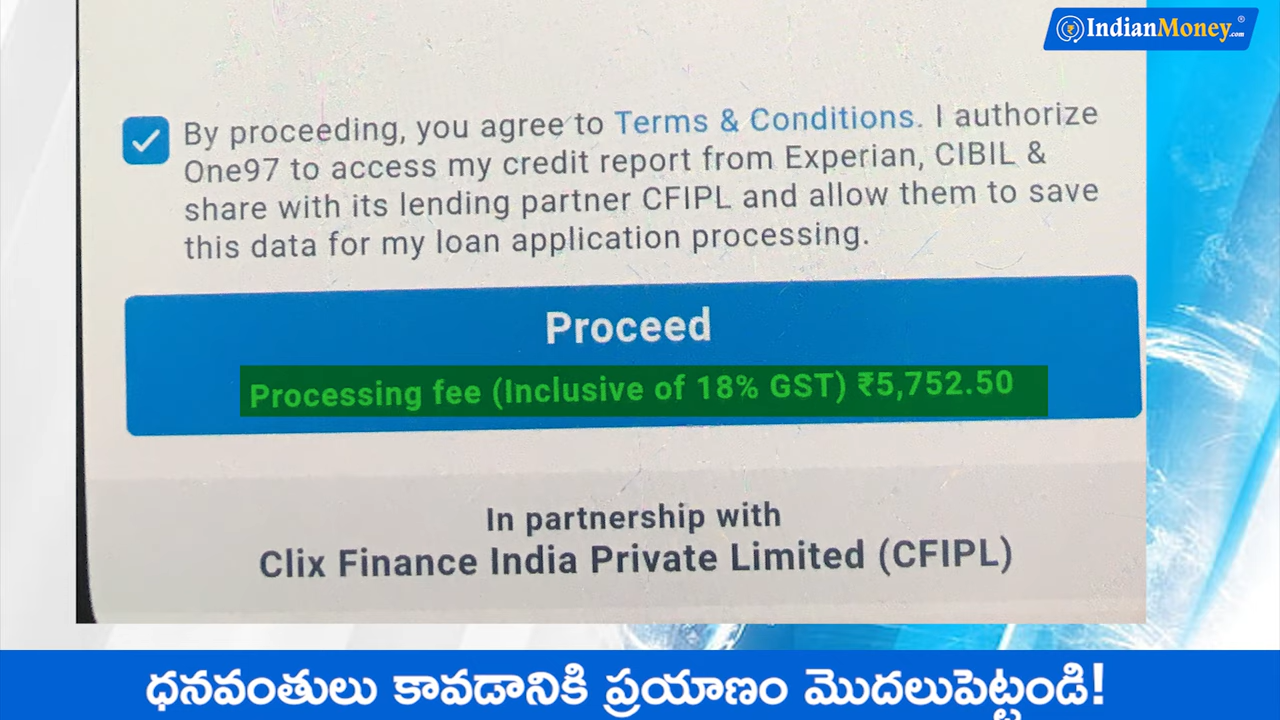 IndianMoney.com
By proceeding, you agree to Terms & Conditions. I authorize
One97 to access my credit report from Experian, CIBIL &
share with its lending partner CFIPL and allow them to save
this data for my loan application processing.
Proceed
Processing fee (Inclusive of 18% GST) ₹5,752.50
In partnership with
Clix Finance India Private Limited (CFIPL)
ధనవంతులు కావడానికి ప్రయాణం మొదలుపెట్టండి!